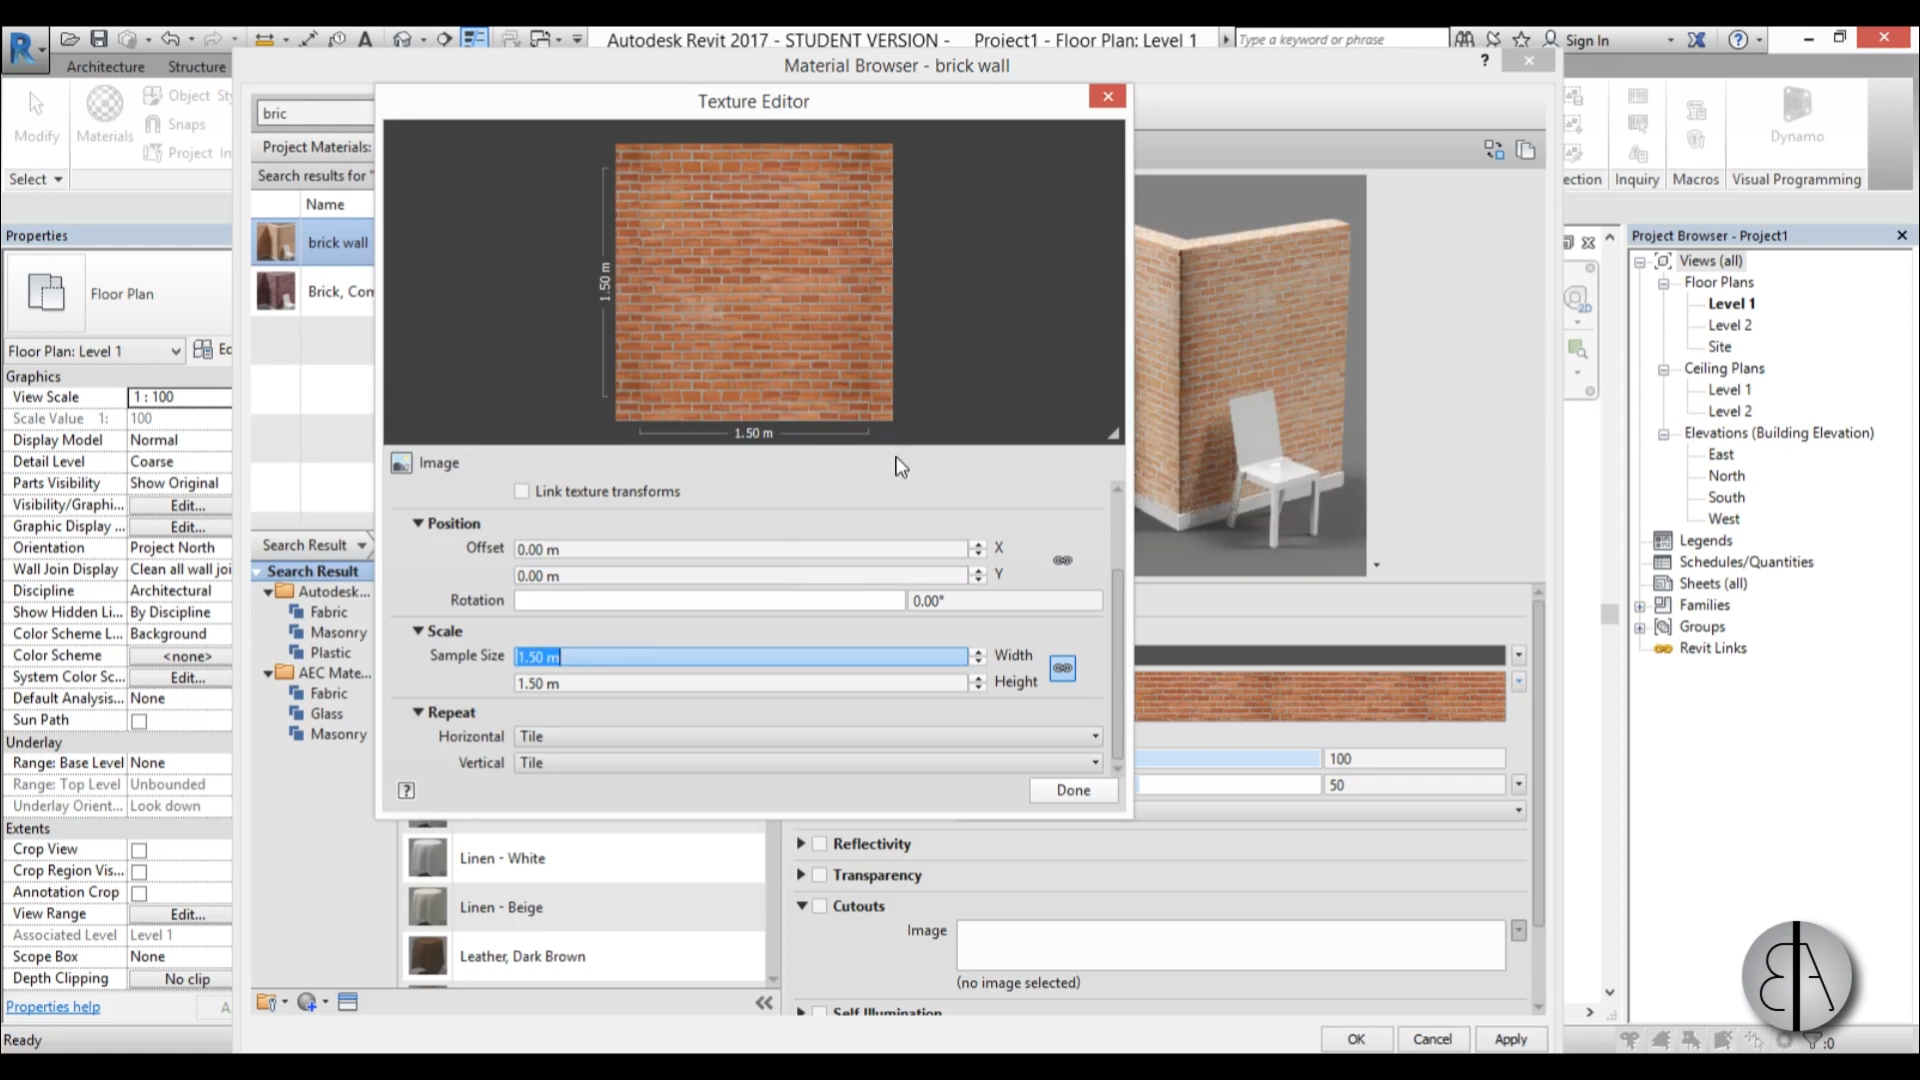 Autodesk Revit 2017 - STUDENT VERSION - Project1 - Floor Plan: Level 1
Type a keyword or phrase
Sign In
Architecture Structure
Material Browser - brick wall
Modify
Materials
Object Sty
Snaps
Project In
Select
ection Inquiry Macros Visual Programming
Dynamo
bric
Project Materials:
Search results for "
Name
brick wall
Brick, Con
Search Result
Search Result
Autodesk...
Fabric
Masonry
Plastic
AEC Mate...
Fabric
Glass
Masonry
Texture Editor
1.50 m
1.50 m
Image
Link texture transforms
Position
Offset 0.00 m X
0.00 m Y
Rotation 0.00°
Scale
Sample Size 1.50 m Width
1.50 m Height
Repeat
Horizontal Tile
Vertical Tile
Done
Linen - White
Linen - Beige
Leather, Dark Brown
100
50
Reflectivity
Transparency
Cutouts
Image
(no image selected)
Self Illumination
OK Cancel Apply
Properties
Floor Plan
Floor Plan: Level 1
Ed
Graphics
View Scale 1 : 100
Scale Value 1: 100
Display Model Normal
Detail Level Coarse
Parts Visibility Show Original
Visibility/Graphi... Edit...
Graphic Display ... Edit...
Orientation Project North
Wall Join Display Clean all wall joi
Discipline Architectural
Show Hidden Li... By Discipline
Color Scheme L... Background
Color Scheme <none>
System Color Sc... Edit...
Default Analysis... None
Sun Path
Underlay
Range: Base Level None
Range: Top Level Unbounded
Underlay Orient... Look down
Extents
Crop View
Crop Region Vis...
Annotation Crop
View Range Edit...
Associated Level Level 1
Scope Box None
Depth Clipping No clip
Properties help
A
Ready
Project Browser - Project1
Views (all)
Floor Plans
Level 1
Level 2
Site
Ceiling Plans
Level 1
Level 2
Elevations (Building Elevation)
East
North
South
West
Legends
Schedules/Quantities
Sheets (all)
Families
Groups
Revit Links
2D
:0